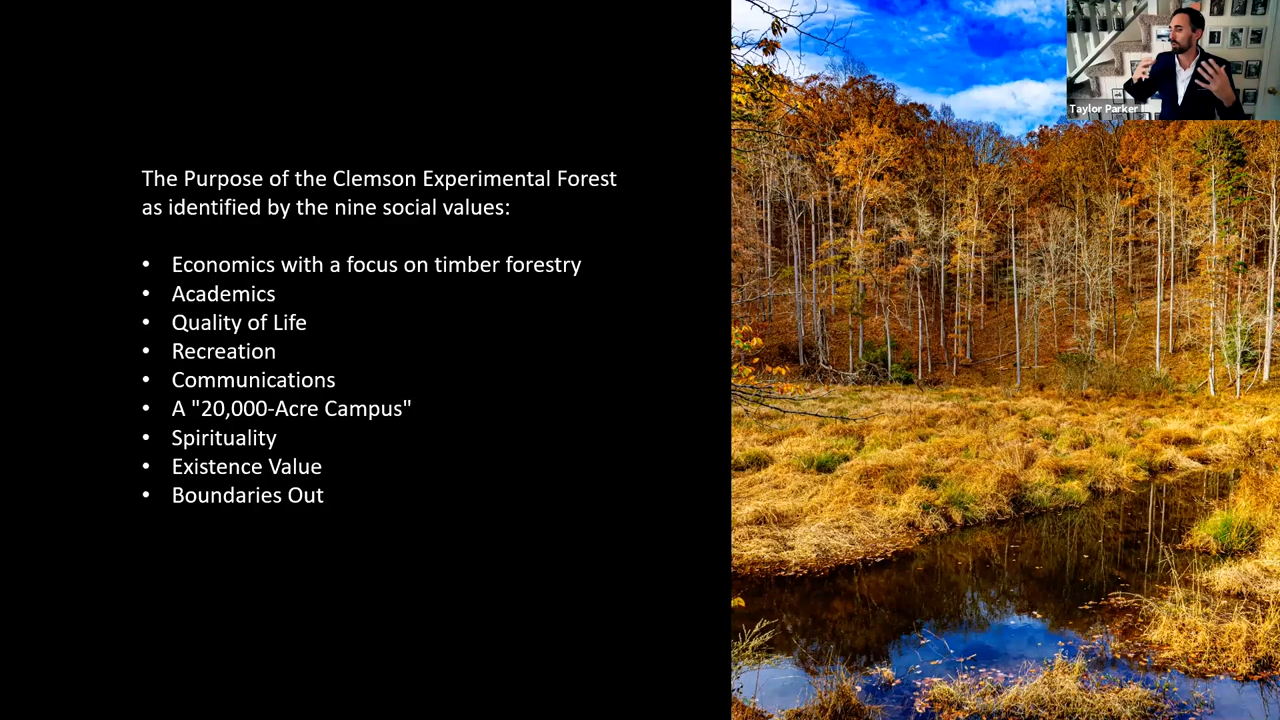 The Purpose of the Clemson Experimental Forest
as identified by the nine social values:
• Economics with a focus on timber forestry
• Academics
• Quality of Life
• Recreation
• Communications
• A "20,000-Acre Campus"
• Spirituality
• Existence Value
• Boundaries Out
Taylor Parker